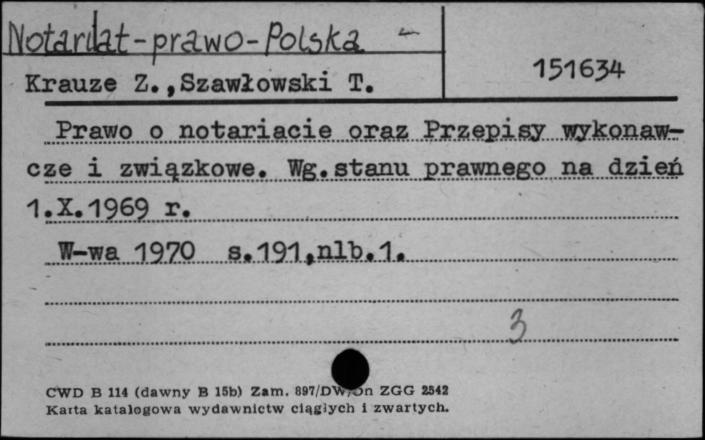 Notariat-prawo-Polska -
Krauze Z.,Szawłowski T.
151634
Prawo o notariacie oraz Przepisy wykonaw-
cze i związkowe. Wg.stanu prawnego na dzień
1.X.1969 r.
W-wa 1970 s.191,nlb.1.
3
CWD B 114 (dawny B 15b) Zam. 897/DW/On ZGG 2542
Karta katalogowa wydawnictw ciągłych i zwartych.